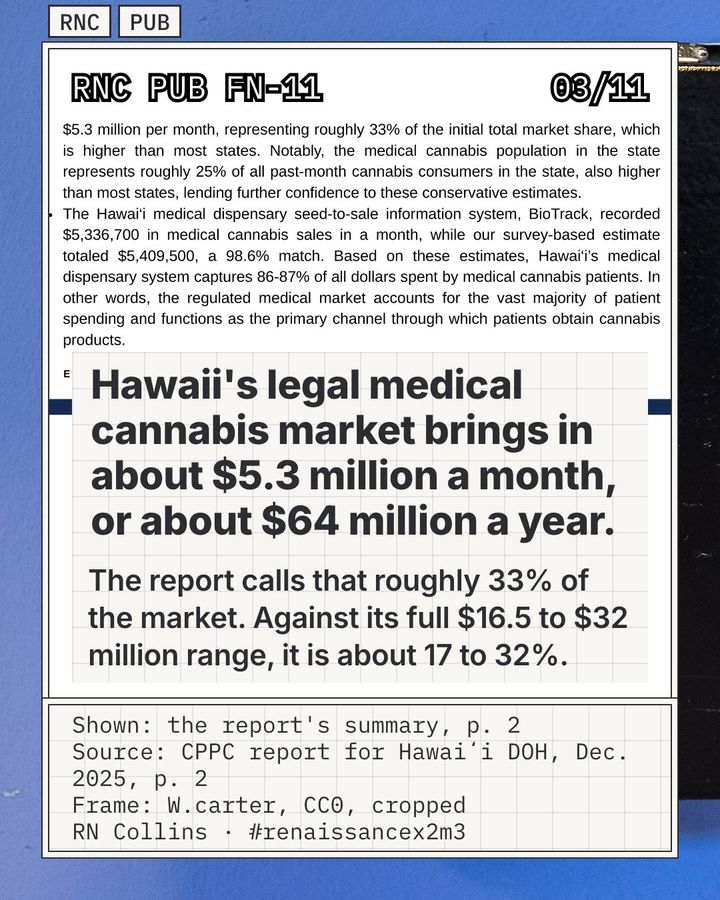 RNC PUB
RNC PUB FN-11 03/11
$5.3 million per month, representing roughly 33% of the initial total market share, which
is higher than most states. Notably, the medical cannabis population in the state
represents roughly 25% of all past-month cannabis consumers in the state, also higher
than most states, lending further confidence to these conservative estimates.
• The Hawaiʻi medical dispensary seed-to-sale information system, BioTrack, recorded
$5,336,700 in medical cannabis sales in a month, while our survey-based estimate
totaled $5,409,500, a 98.6% match. Based on these estimates, Hawaiʻi's medical
dispensary system captures 86-87% of all dollars spent by medical cannabis patients. In
other words, the regulated medical market accounts for the vast majority of patient
spending and functions as the primary channel through which patients obtain cannabis
products.
E
Hawaii's legal medical
cannabis market brings in
about $5.3 million a month,
or about $64 million a year.
The report calls that roughly 33% of
the market. Against its full $16.5 to $32
million range, it is about 17 to 32%.
Shown: the report's summary, p. 2
Source: CPPC report for Hawaiʻi DOH, Dec.
2025, p. 2
Frame: W.carter, CC0, cropped
RN Collins · #renaissancex2m3